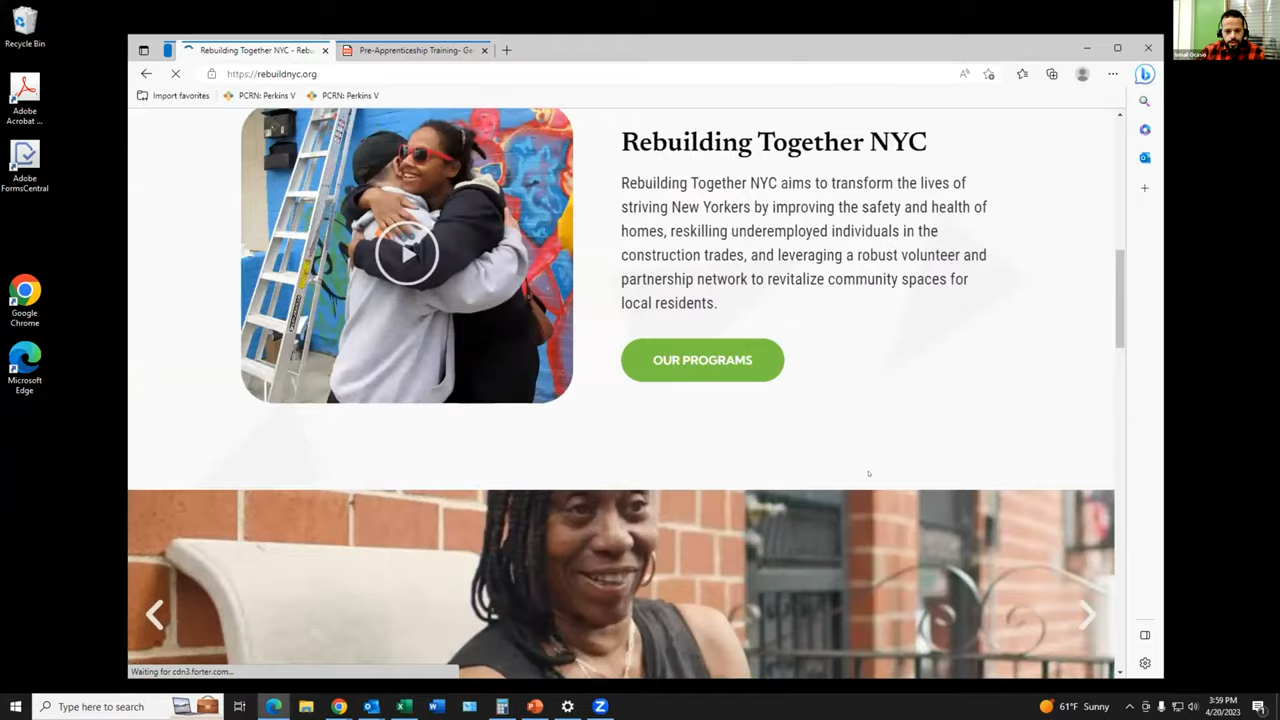 Recycle Bin
Adobe
Acrobat ...
Adobe
FormsCentral
Google
Chrome
Microsoft
Edge
Rebuilding Together NYC - Rebu
Pre-Apprenticeship Training- Ge
https://rebuildnyc.org
Import favorites
PCRN: Perkins V
PCRN: Perkins V
Rebuilding Together NYC
Rebuilding Together NYC aims to transform the lives of
striving New Yorkers by improving the safety and health of
homes, reskilling underemployed individuals in the
construction trades, and leveraging a robust volunteer and
partnership network to revitalize community spaces for
local residents.
OUR PROGRAMS
Waiting for cdn3.forter.com...
Type here to search
61°F Sunny
3:59 PM
4/20/2023